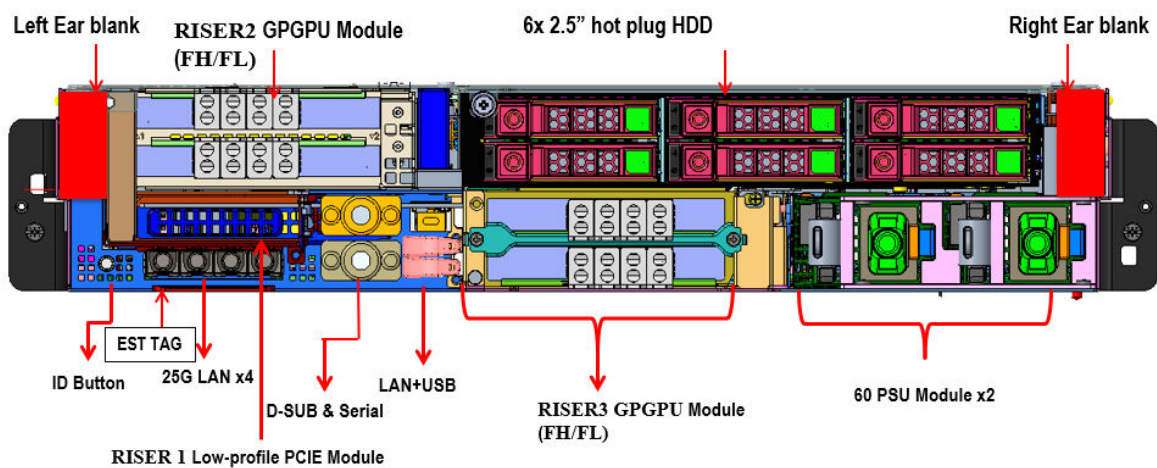 Left Ear blank
RISER2 GPGPU Module
(FH/FL)
6x 2.5” hot plug HDD
Right Ear blank
EST TAG
ID Button
25G LAN x4
LAN+USB
D-SUB & Serial
RISER3 GPGPU Module
(FH/FL)
60 PSU Module x2
RISER 1 Low-profile PCIE Module